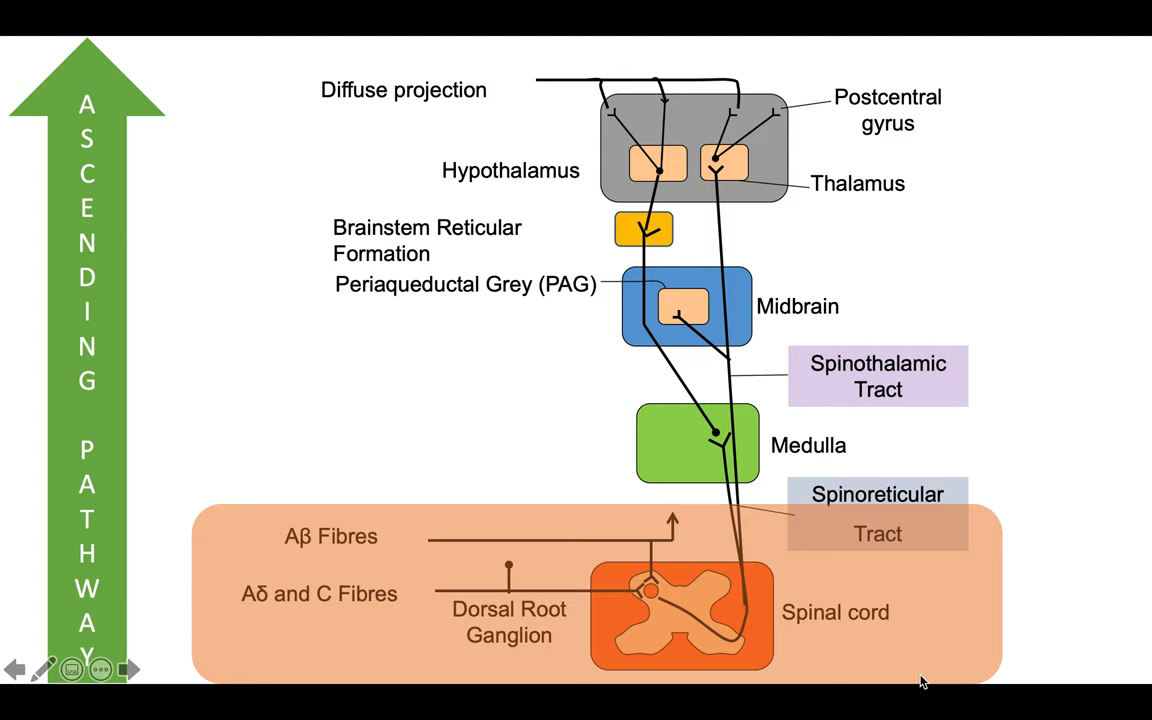 ASCENDING PATHWAY
Diffuse projection
Postcentral
gyrus
Hypothalamus
Thalamus
Brainstem Reticular
Formation
Periaqueductal Grey (PAG)
Midbrain
Spinothalamic
Tract
Medulla
Spinoreticular
Tract
Aβ Fibres
Aδ and C Fibres
Dorsal Root
Ganglion
Spinal cord